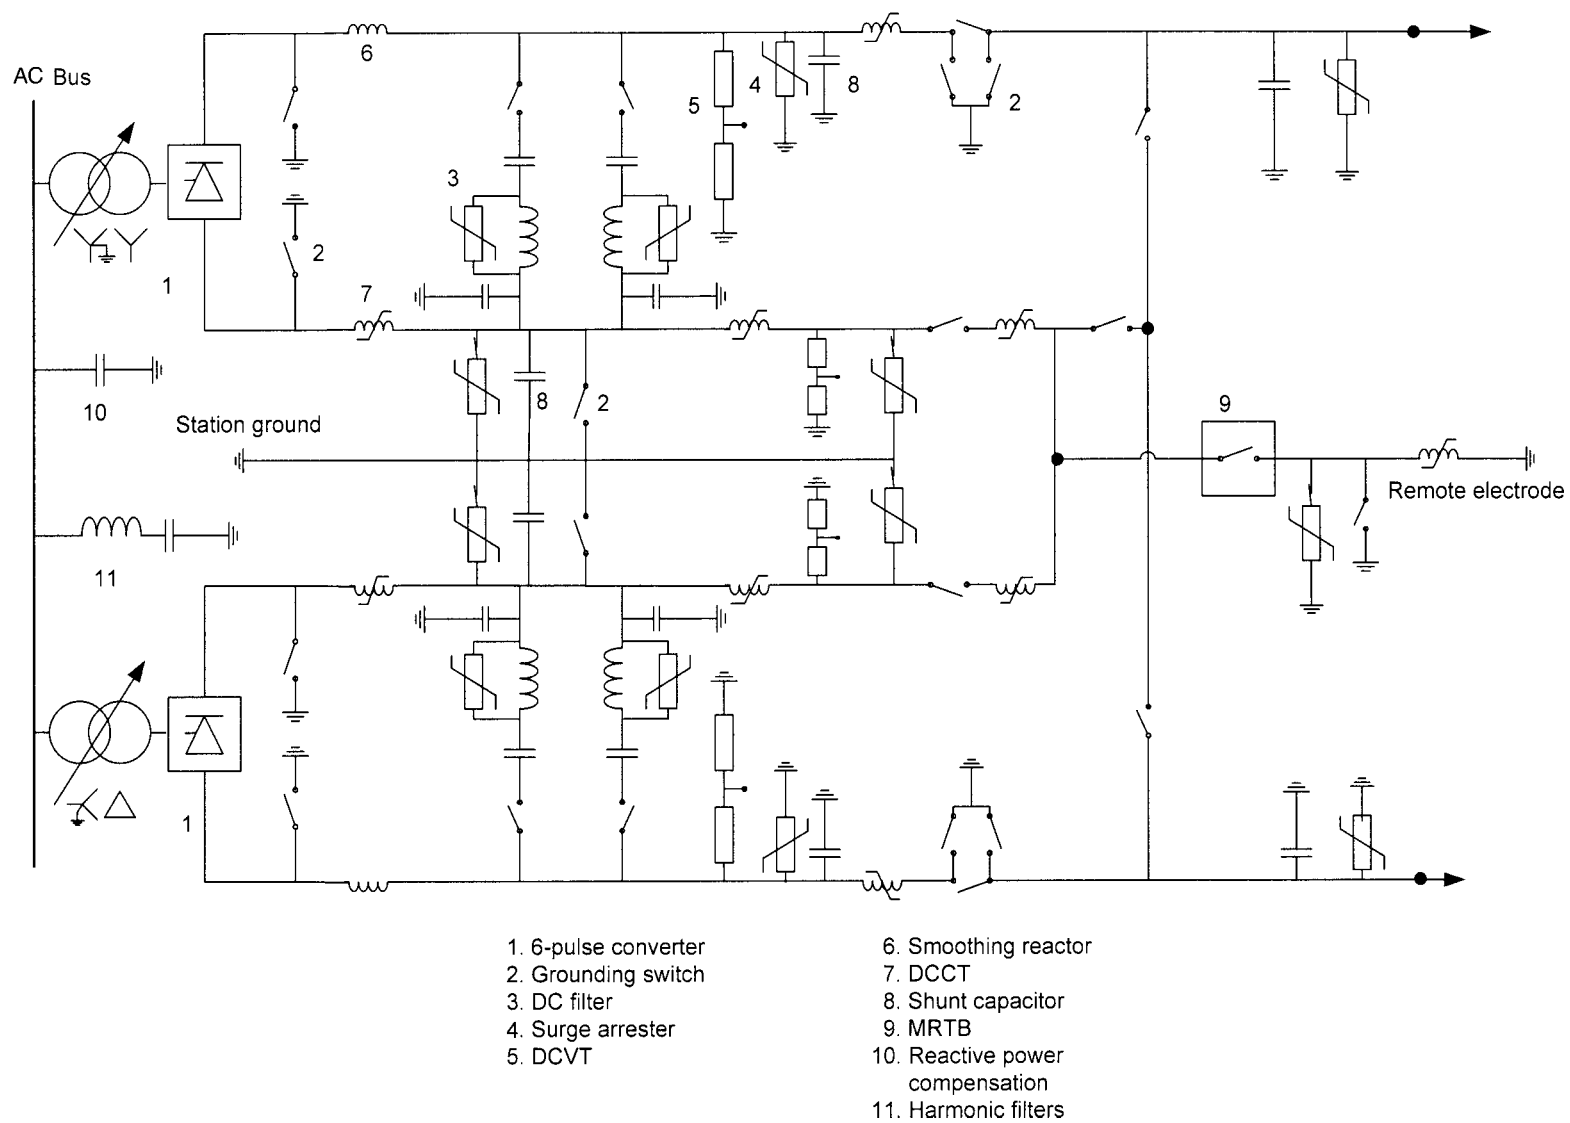 6
AC Bus
5
4
8
2
3
2
1
7
8
2
10
9
Station ground
Remote electrode
11
1
1. 6-pulse converter
2. Grounding switch
3. DC filter
4. Surge arrester
5. DCVT
6. Smoothing reactor
7. DCCT
8. Shunt capacitor
9. MRTB
10. Reactive power
compensation
11. Harmonic filters